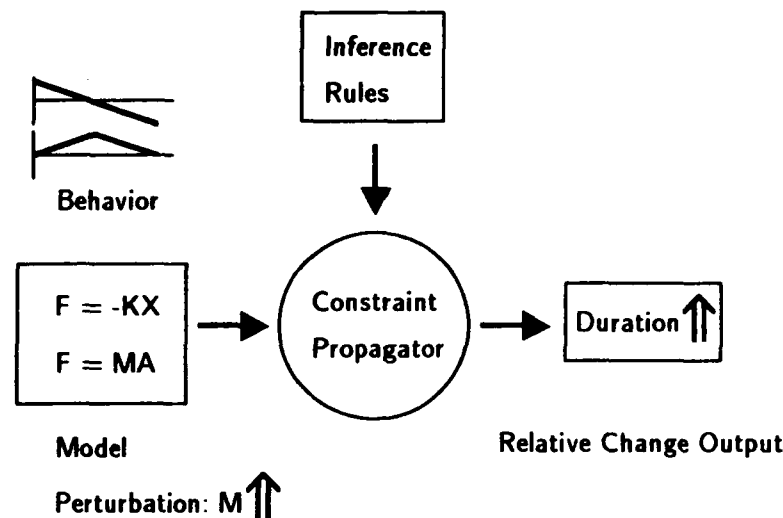 Inference
Rules
Behavior
F = -KX
F = MA
Constraint
Propagator
Duration ⇑
Model
Relative Change Output
Perturbation: M ⇑